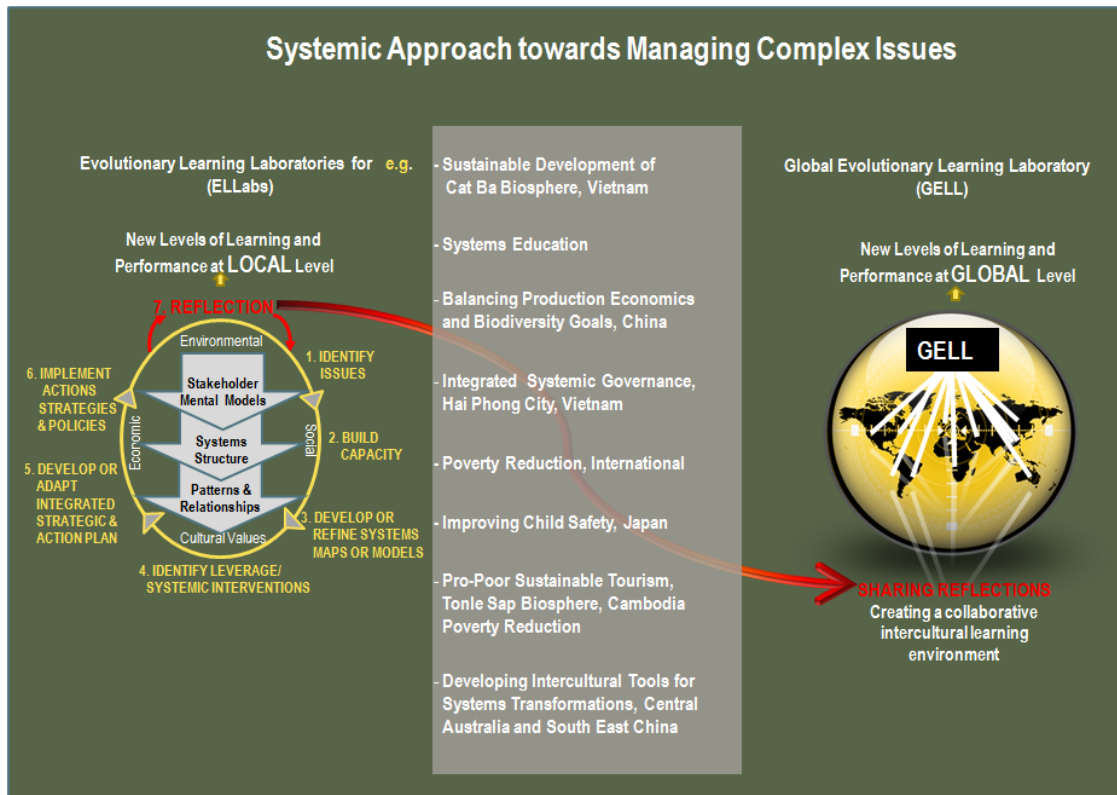 Systemic Approach towards Managing Complex Issues
Evolutionary Learning Laboratories for e.g.
(ELLabs)
New Levels of Learning and
Performance at LOCAL Level
7. REFLECTION
Environmental
1. IDENTIFY
ISSUES
2. BUILD
CAPACITY
Social
3. DEVELOP OR
REFINE SYSTEMS
MAPS OR MODELS
4. IDENTIFY LEVERAGE/
SYSTEMIC INTERVENTIONS
Cultural Values
5. DEVELOP OR
ADAPT
INTEGRATED
STRATEGIC &
ACTION PLAN
6. IMPLEMENT
ACTIONS
STRATEGIES
& POLICIES
Economic
Stakeholder
Mental Models
Systems
Structure
Patterns &
Relationships
- Sustainable Development of
Cat Ba Biosphere, Vietnam
- Systems Education
- Balancing Production Economics
and Biodiversity Goals, China
- Integrated Systemic Governance,
Hai Phong City, Vietnam
- Poverty Reduction, International
- Improving Child Safety, Japan
- Pro-Poor Sustainable Tourism,
Tonle Sap Biosphere, Cambodia
Poverty Reduction
- Developing Intercultural Tools for
Systems Transformations, Central
Australia and South East China
Global Evolutionary Learning Laboratory
(GELL)
New Levels of Learning and
Performance at GLOBAL Level
GELL
SHARING REFLECTIONS
Creating a collaborative
intercultural learning
environment